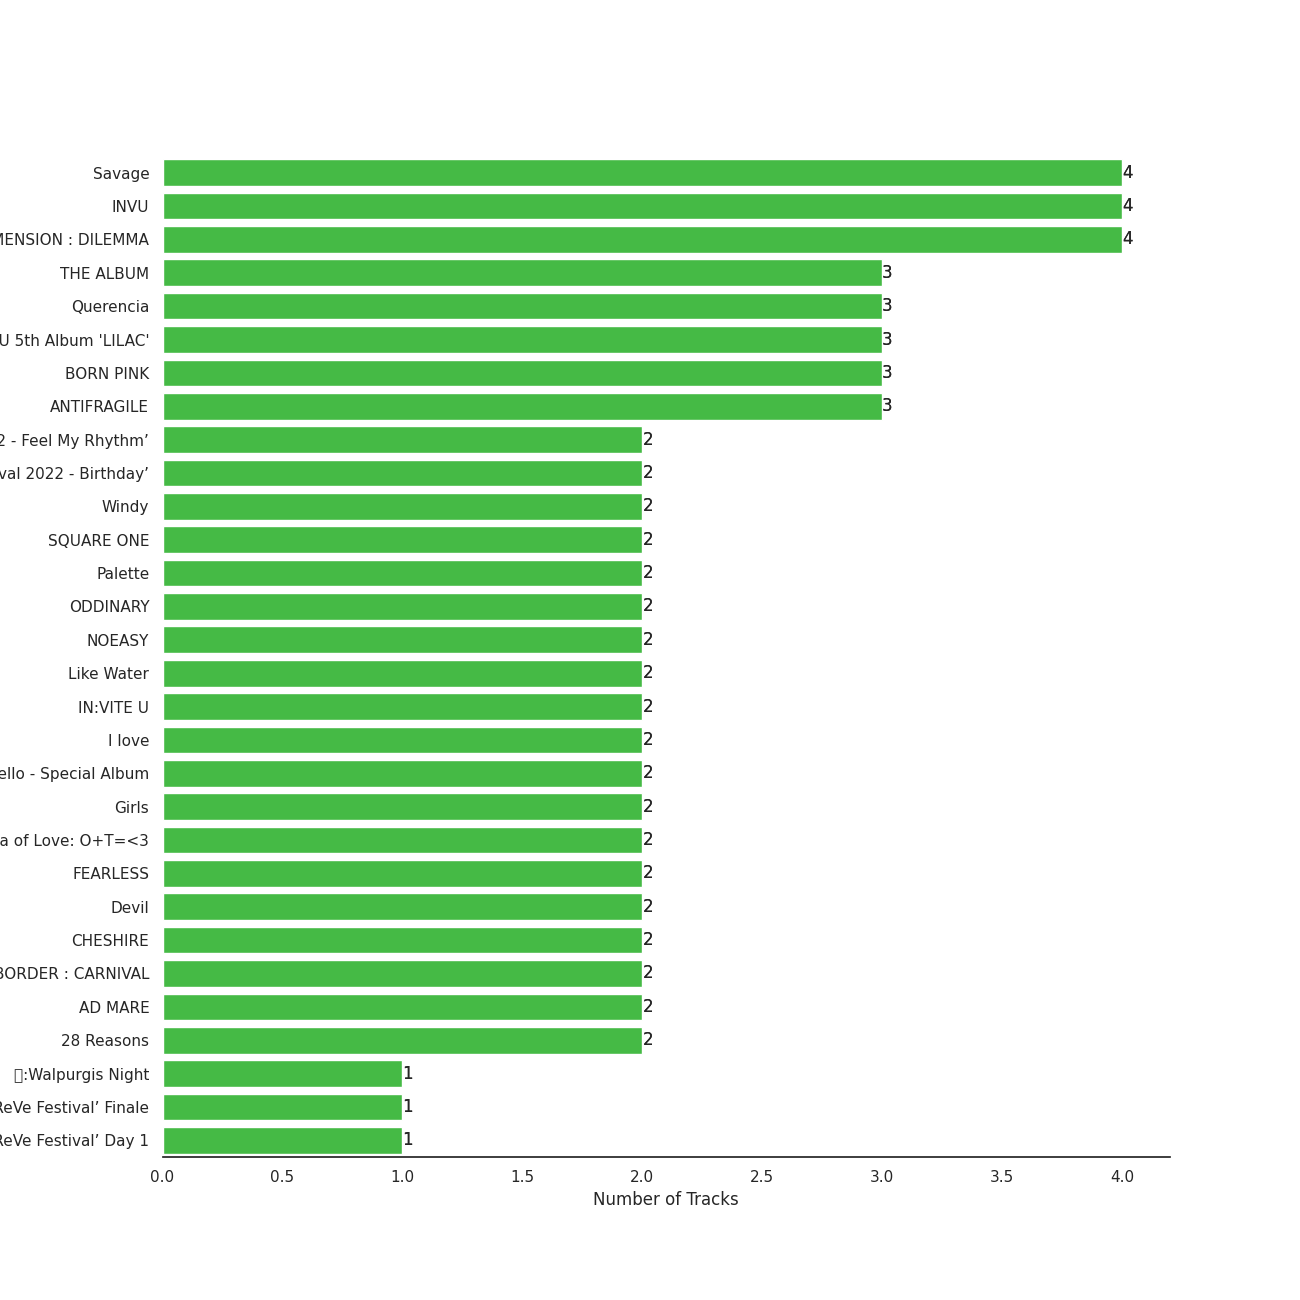 Savage 4
INVU 4
MENSION : DILEMMA 4
THE ALBUM 3
Querencia 3
U 5th Album 'LILAC' 3
BORN PINK 3
ANTIFRAGILE 3
2 - Feel My Rhythm’ 2
val 2022 - Birthday’ 2
Windy 2
SQUARE ONE 2
Palette 2
ODDINARY 2
NOEASY 2
Like Water 2
IN:VITE U 2
I love 2
ello - Special Album 2
Girls 2
a of Love: O+T=<3 2
FEARLESS 2
Devil 2
CHESHIRE 2
BORDER : CARNIVAL 2
AD MARE 2
28 Reasons 2
:Walpurgis Night 1
ReVe Festival’ Finale 1
ReVe Festival’ Day 1 1
0.0 0.5 1.0 1.5 2.0 2.5 3.0 3.5 4.0
Number of Tracks